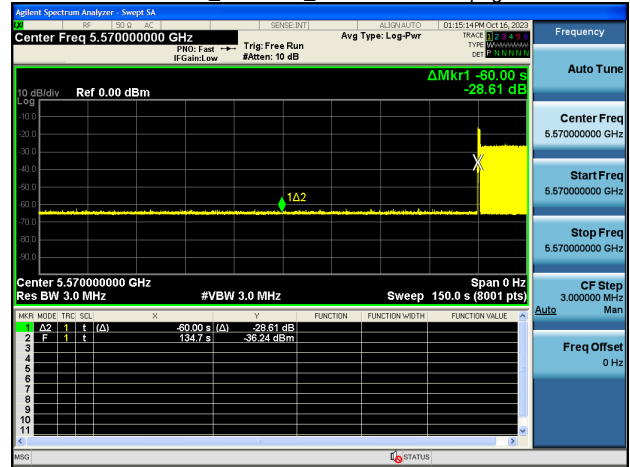 Agilent Spectrum Analyzer - Swept SA
RF 50 Ω AC SENSE:INT ALIGNAUTO 01:15:14 PM Oct 16, 2023
Center Freq 5.570000000 GHz
PNO: Fast
IFGain:Low
Trig: Free Run
#Atten: 10 dB
Avg Type: Log-Pwr
TRACE 1 2 3 4 5 6
TYPE
DET P N N N N N
ΔMkr1 -60.00 s
-28.61 dB
10 dB/div Ref 0.00 dBm
Log
-10.0
-20.0
-30.0
-40.0
-50.0
-60.0
-70.0
-80.0
-90.0
1Δ2
X
Center 5.570000000 GHz Span 0 Hz
Res BW 3.0 MHz #VBW 3.0 MHz Sweep 150.0 s (8001 pts)
MKR MODE TRC SCL X Y FUNCTION FUNCTION WIDTH FUNCTION VALUE
1 Δ2 1 t (Δ) -60.00 s (Δ) -28.61 dB
2 F 1 t 134.7 s -36.24 dBm
3
4
5
6
7
8
9
10
11
MSG STATUS
Frequency
Auto Tune
Center Freq
5.570000000 GHz
Start Freq
5.570000000 GHz
Stop Freq
5.570000000 GHz
CF Step
3.000000 MHz
Auto Man
Freq Offset
0 Hz